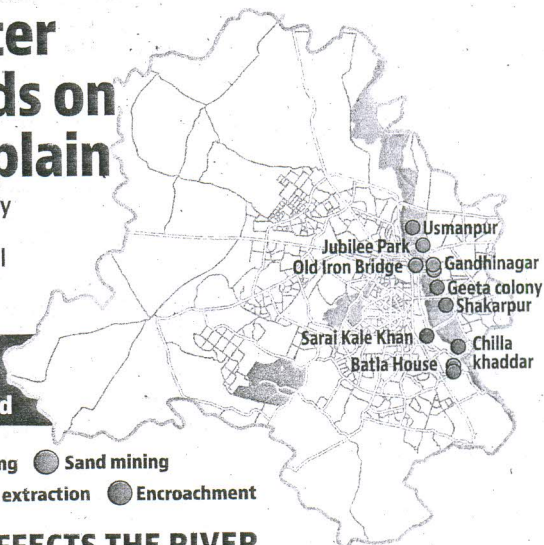 ter
ds on
plain
y
l
d
Usmanpur
Jubilee Park
Old Iron Bridge
Gandhinagar
Geeta colony
Shakarpur
Sarai Kale Khan
Chilla
khaddar
Batla House
ng
Sand mining
extraction
Encroachment
FFECTS THE RIVER